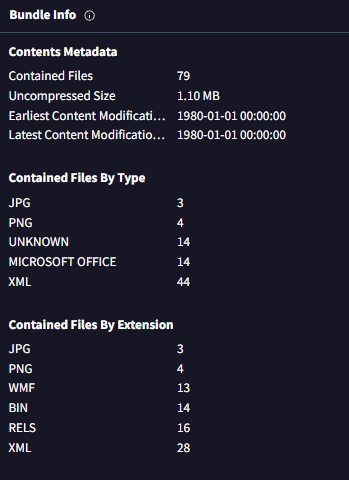 Bundle Info
Contents Metadata
Contained Files 79
Uncompressed Size 1.10 MB
Earliest Content Modificati... 1980-01-01 00:00:00
Latest Content Modificatio... 1980-01-01 00:00:00
Contained Files By Type
JPG 3
PNG 4
UNKNOWN 14
MICROSOFT OFFICE 14
XML 44
Contained Files By Extension
JPG 3
PNG 4
WMF 13
BIN 14
RELS 16
XML 28